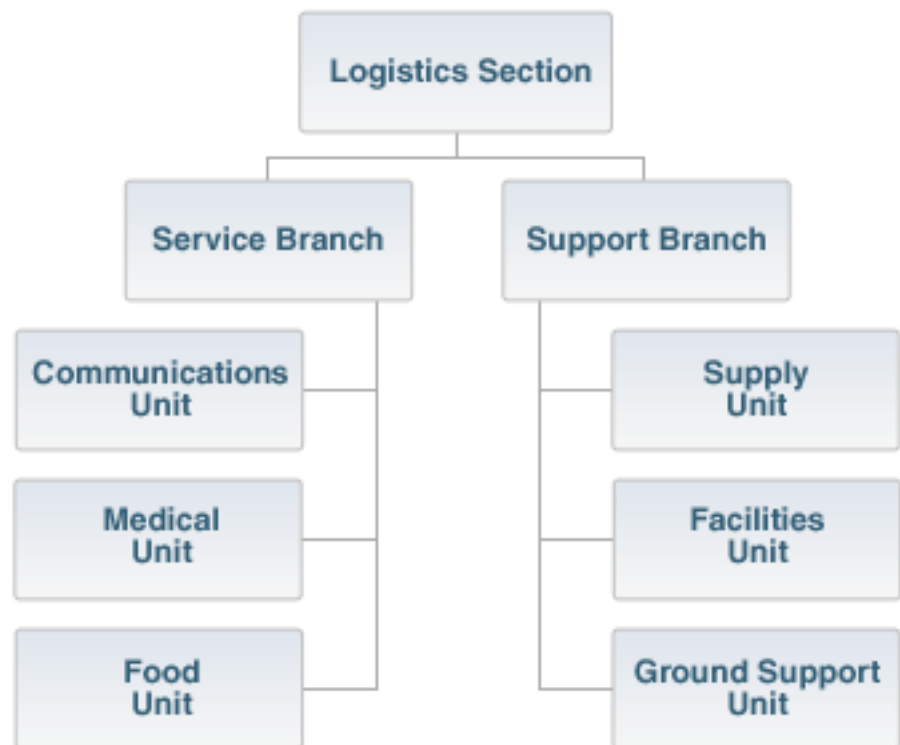 Logistics Section
Service Branch
Support Branch
Communications
Unit
Supply
Unit
Medical
Unit
Facilities
Unit
Food
Unit
Ground Support
Unit